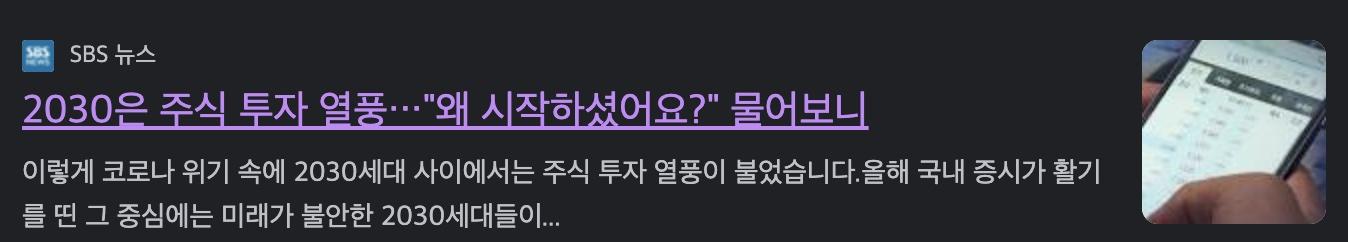 SBS NEWS
SBS 뉴스
2030은 주식 투자 열풍…"왜 시작하셨어요?" 물어보니
이렇게 코로나 위기 속에 2030세대 사이에서는 주식 투자 열풍이 불었습니다.올해 국내 증시가 활기
를 띤 그 중심에는 미래가 불안한 2030세대들이...